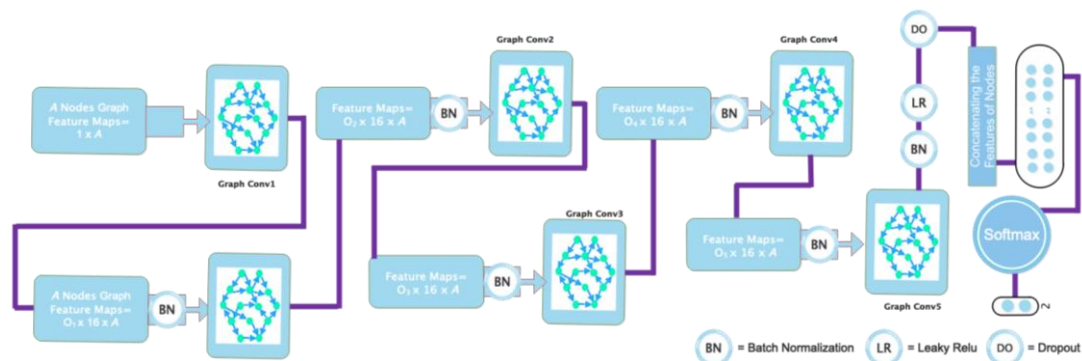 A Nodes Graph
Feature Maps=
1 x A
Graph Conv1
A Nodes Graph
Feature Maps=
O₁ x 16 x A
BN
Feature Maps=
O₂ x 16 x A
BN
Graph Conv2
Feature Maps=
O₃ x 16 x A
BN
Graph Conv3
Feature Maps=
O₄ x 16 x A
BN
Graph Conv4
Feature Maps=
O₅ x 16 x A
BN
Graph Conv5
BN
LR
DO
Concatenating the
Features of Nodes
Softmax
2
BN = Batch Normalization
LR = Leaky Relu
DO = Dropout